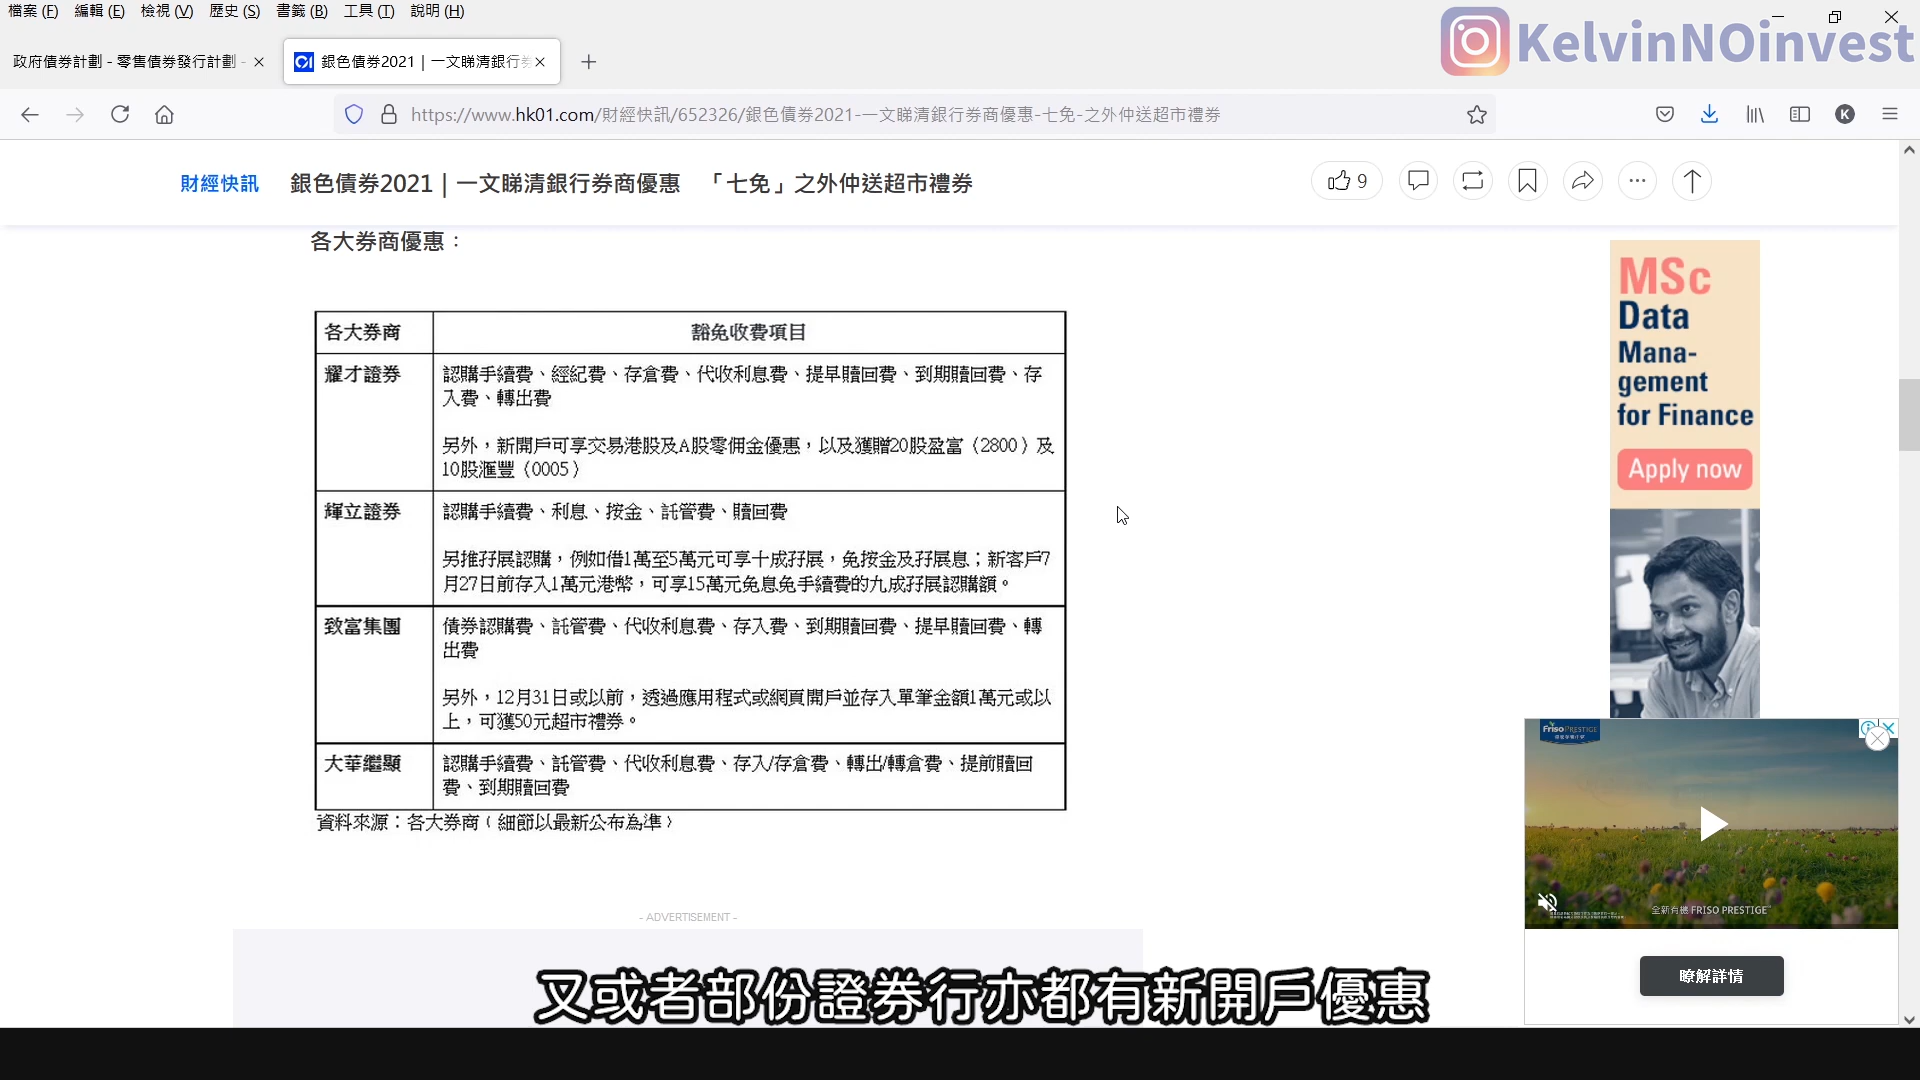 檔案 (F) 編輯 (E) 檢視 (V) 歷史 (S) 書籤 (B) 工具 (T) 說明 (H)
KelvinNOinvest
政府債券計劃 - 零售債券發行計劃 -
銀色債券2021 | 一文睇清銀行券
https://www.hk01.com/財經快訊/652326/銀色債券2021-一文睇清銀行券商優惠-七免-之外仲送超市禮券
K
財經快訊 銀色債券2021 | 一文睇清銀行券商優惠 「七免」之外仲送超市禮券
9
各大券商優惠：
各大券商 豁免收費項目
耀才證券
認購手續費、經紀費、存倉費、代收利息費、提早贖回費、到期贖回費、存
入費、轉出費
另外，新開戶可享交易港股及A股零佣金優惠，以及獲贈20股盈富（2800）及
10股滙豐（0005）
輝立證券
認購手續費、利息、按金、託管費、贖回費
另推孖展認購，例如借1萬至5萬元可享十成孖展，免按金及孖展息；新客戶7
月27日前存入1萬元港幣，可享15萬元免息免手續費的九成孖展認購額。
致富集團
債券認購費、託管費、代收利息費、存入費、到期贖回費、提早贖回費、轉
出費
另外，12月31日或以前，透過應用程式或網頁開戶並存入單筆金額1萬元或以
上，可獲50元超市禮券。
大華繼顯
認購手續費、託管費、代收利息費、存入/存倉費、轉出/轉倉費、提前贖回
費、到期贖回費
資料來源：各大券商（細節以最新公布為準）
MSc
Data
Mana-
gement
for Finance
Apply now
Friso PRESTIGE
全新有機 FRISO PRESTIGE
瞭解詳情
- ADVERTISEMENT -
又或者部份證券行亦都有新開戶優惠